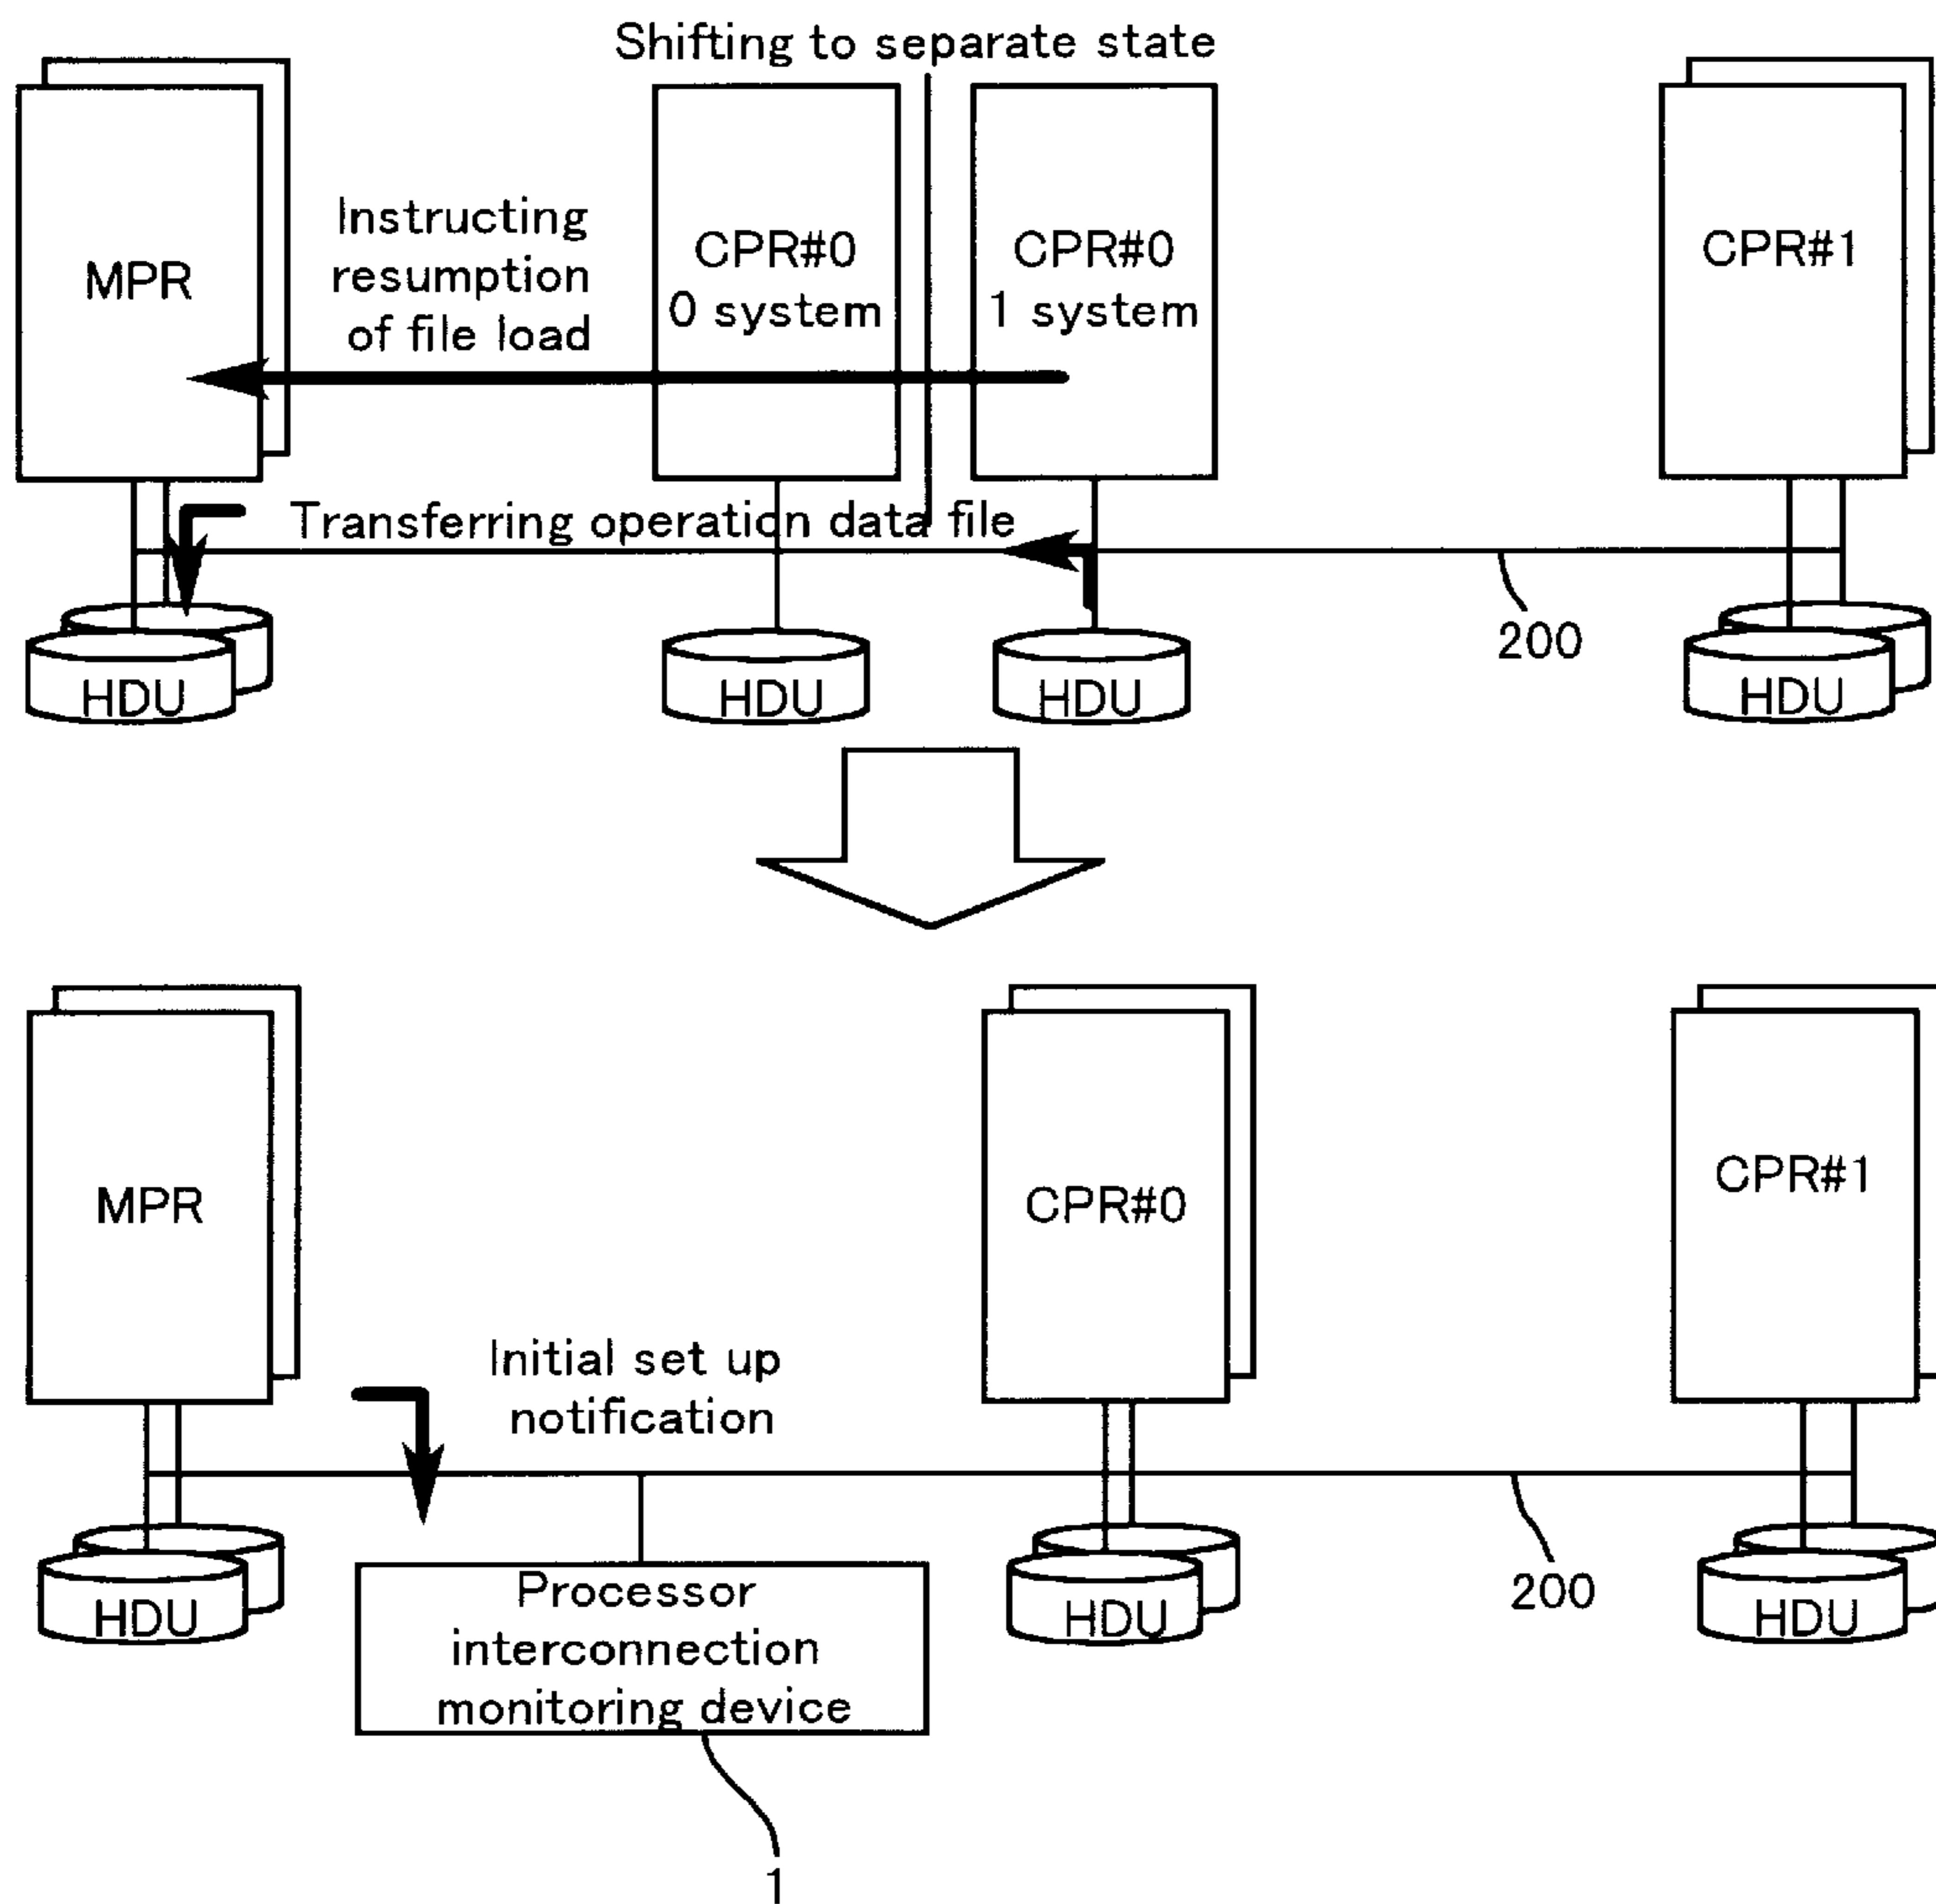 Shifting to separate state
Instructing
resumption
of file load
MPR
CPR#0
0 system
CPR#0
1 system
CPR#1
Transferring operation data file
200
HDU
HDU
HDU
HDU
MPR
CPR#0
CPR#1
Initial set up
notification
200
HDU
Processor
interconnection
monitoring device
HDU
HDU
1